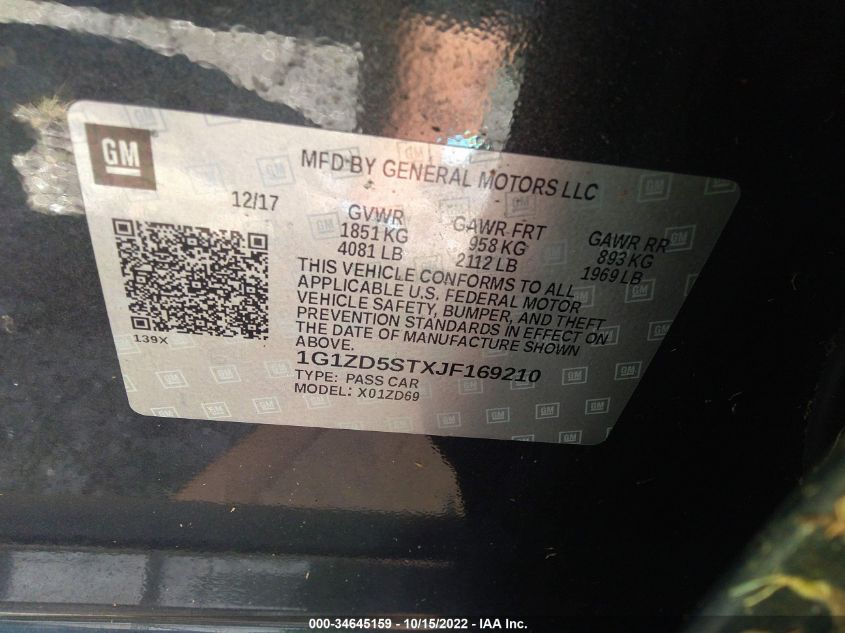 GM
MFD BY GENERAL MOTORS LLC
12/17
GVWR
1851 KG
4081 LB
GAWR FRT
958 KG
2112 LB
GAWR RR
893 KG
1969 LB
THIS VEHICLE CONFORMS TO ALL
APPLICABLE U.S. FEDERAL MOTOR
VEHICLE SAFETY, BUMPER, AND THEFT
PREVENTION STANDARDS IN EFFECT ON
THE DATE OF MANUFACTURE SHOWN
ABOVE.
139X
1G1ZD5STXJF169210
TYPE: PASS CAR
MODEL: X01ZD69
000-34645159 - 10/15/2022 - IAA Inc.